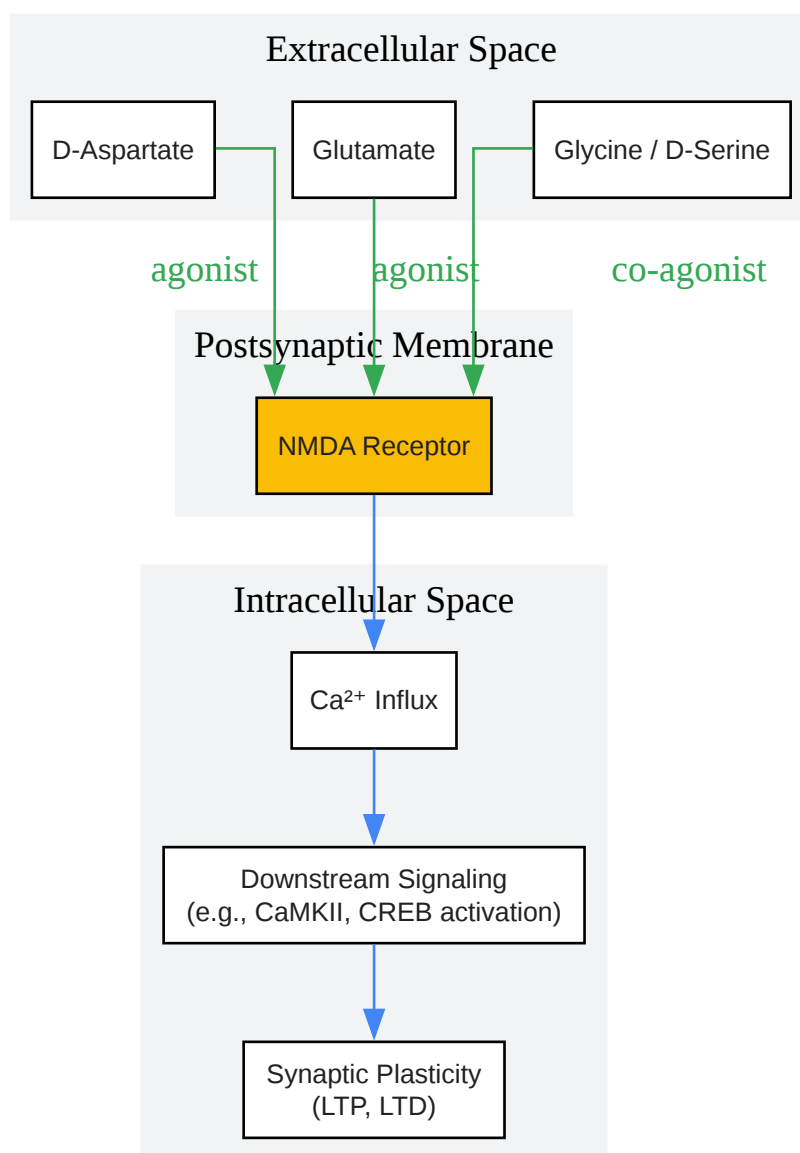 Extracellular Space
D-Aspartate
Glutamate
Glycine / D-Serine
agonist
agonist
co-agonist
Postsynaptic Membrane
NMDA Receptor
Intracellular Space
Ca²⁺ Influx
Downstream Signaling
(e.g., CaMKII, CREB activation)
Synaptic Plasticity
(LTP, LTD)